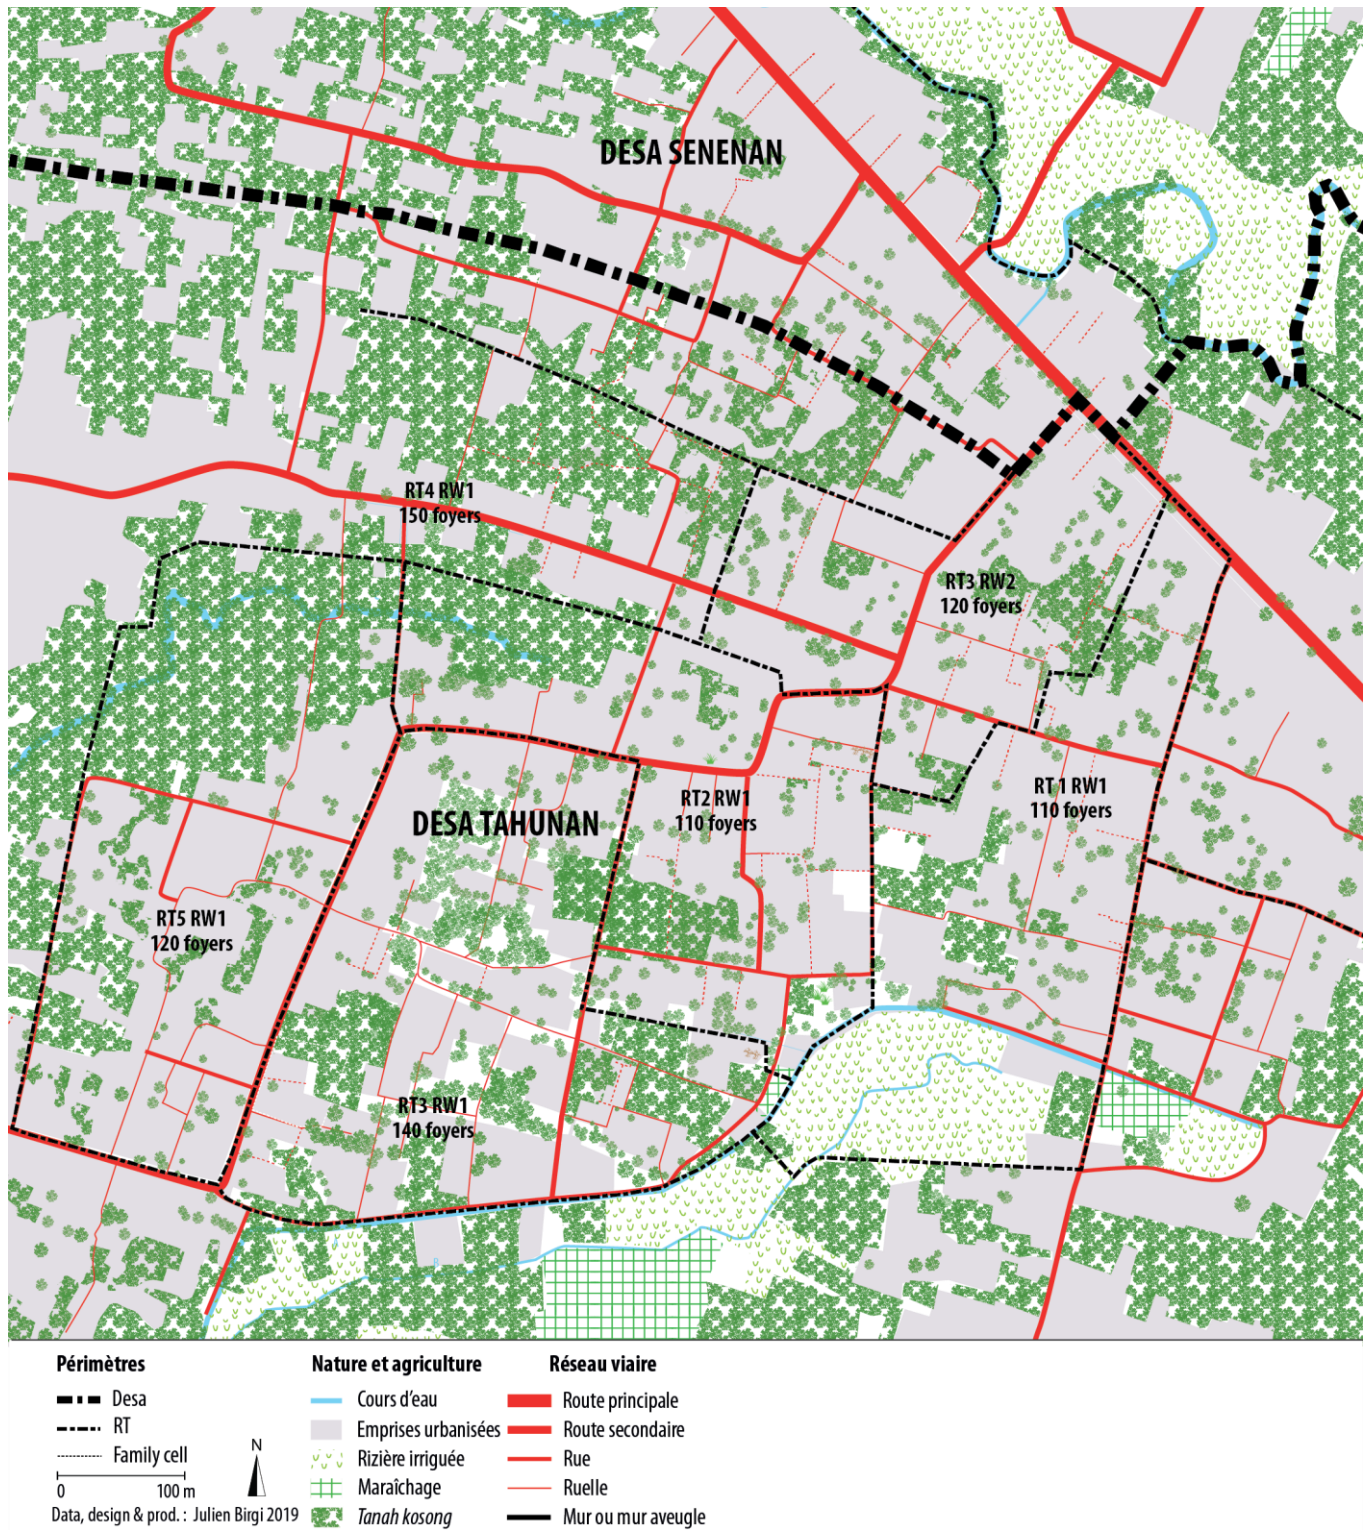 DESA SENENAN
RT4 RW1
150 foyers
RT3 RW2
120 foyers
RT2 RW1
110 foyers
RT 1 RW1
110 foyers
DESA TAHUNAN
RT5 RW1
120 foyers
RT3 RW1
140 foyers
Périmètres
Desa
RT
Family cell
0 100 m
N
Data, design & prod. : Julien Birgi 2019
Nature et agriculture
Cours d'eau
Emprises urbanisées
Rizière irriguée
Maraîchage
Tanah kosong
Réseau viaire
Route principale
Route secondaire
Rue
Ruelle
Mur ou mur aveugle